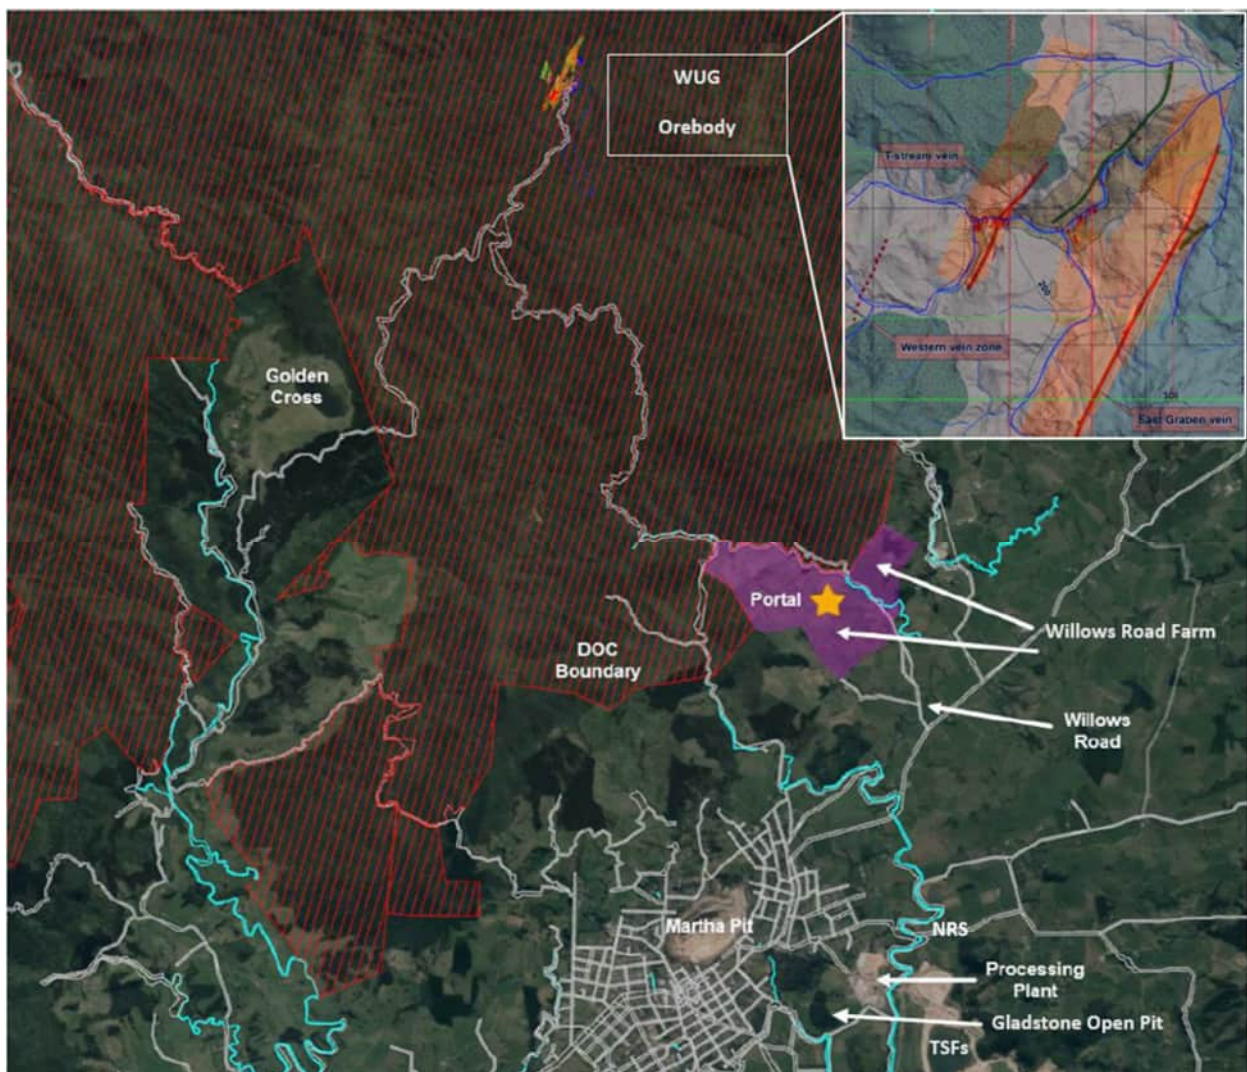 WUG
Orebody
T-stream vein
200
Western vein zone
East Graben vein
Golden
Cross
Portal
Willows Road Farm
DOC
Boundary
Willows
Road
Martha Pit
NRS
Processing
Plant
Gladstone Open Pit
TSFs